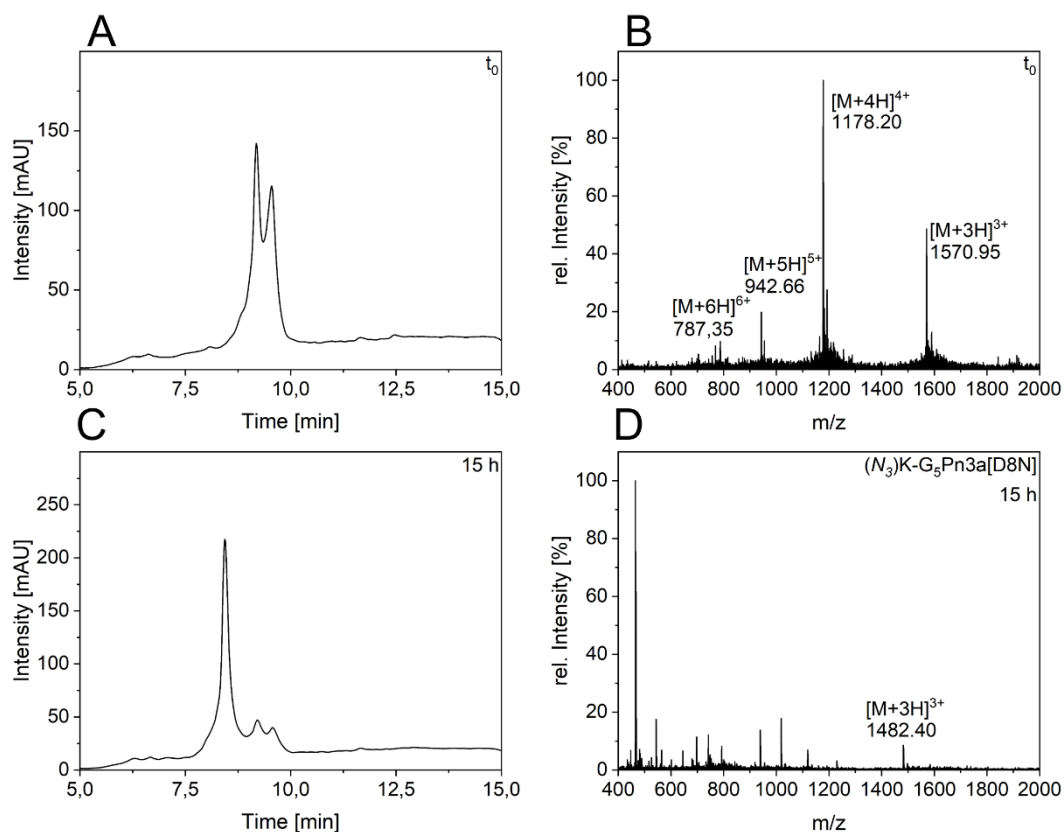 A
t0
Intensity [mAU]
150
100
50
0
5,0
7,5
10,0
12,5
15,0
Time [min]
B
t0
rel. Intensity [%]
100
80
60
40
20
0
[M+4H]4+
1178.20
[M+3H]3+
1570.95
[M+5H]5+
942.66
[M+6H]6+
787,35
400 600 800 1000 1200 1400 1600 1800 2000
m/z
C
15 h
Intensity [mAU]
250
200
150
100
50
0
5,0
7,5
10,0
12,5
15,0
Time [min]
D
(N3)K-G5Pn3a[D8N]
15 h
rel. Intensity [%]
100
80
60
40
20
0
[M+3H]3+
1482.40
400 600 800 1000 1200 1400 1600 1800 2000
m/z